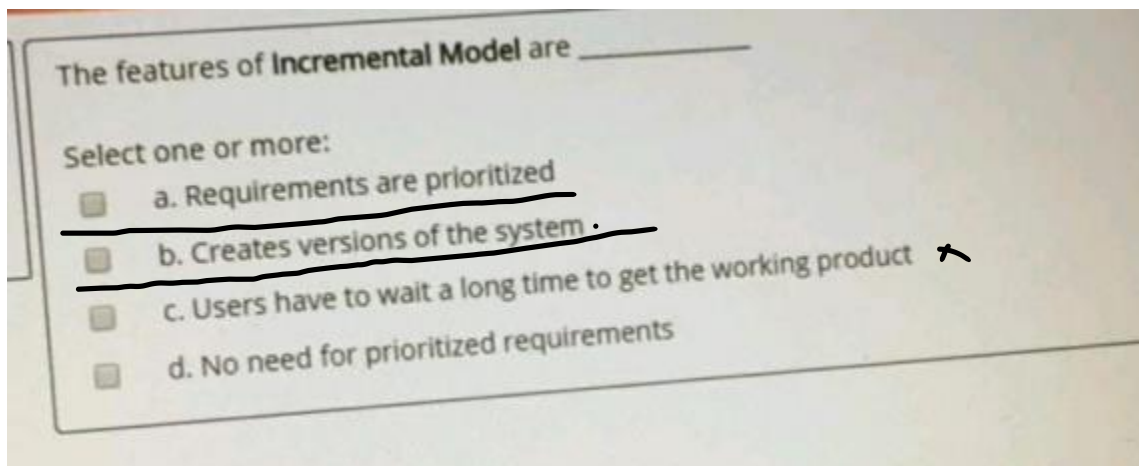 The features of Incremental Model are ________
Select one or more:
a. Requirements are prioritized
b. Creates versions of the system
c. Users have to wait a long time to get the working product
d. No need for prioritized requirements